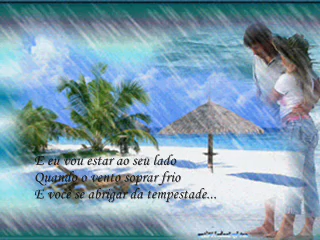 E eu vou estar ao seu lado
Quando o vento soprar frio
E você se abrigar da tempestade...